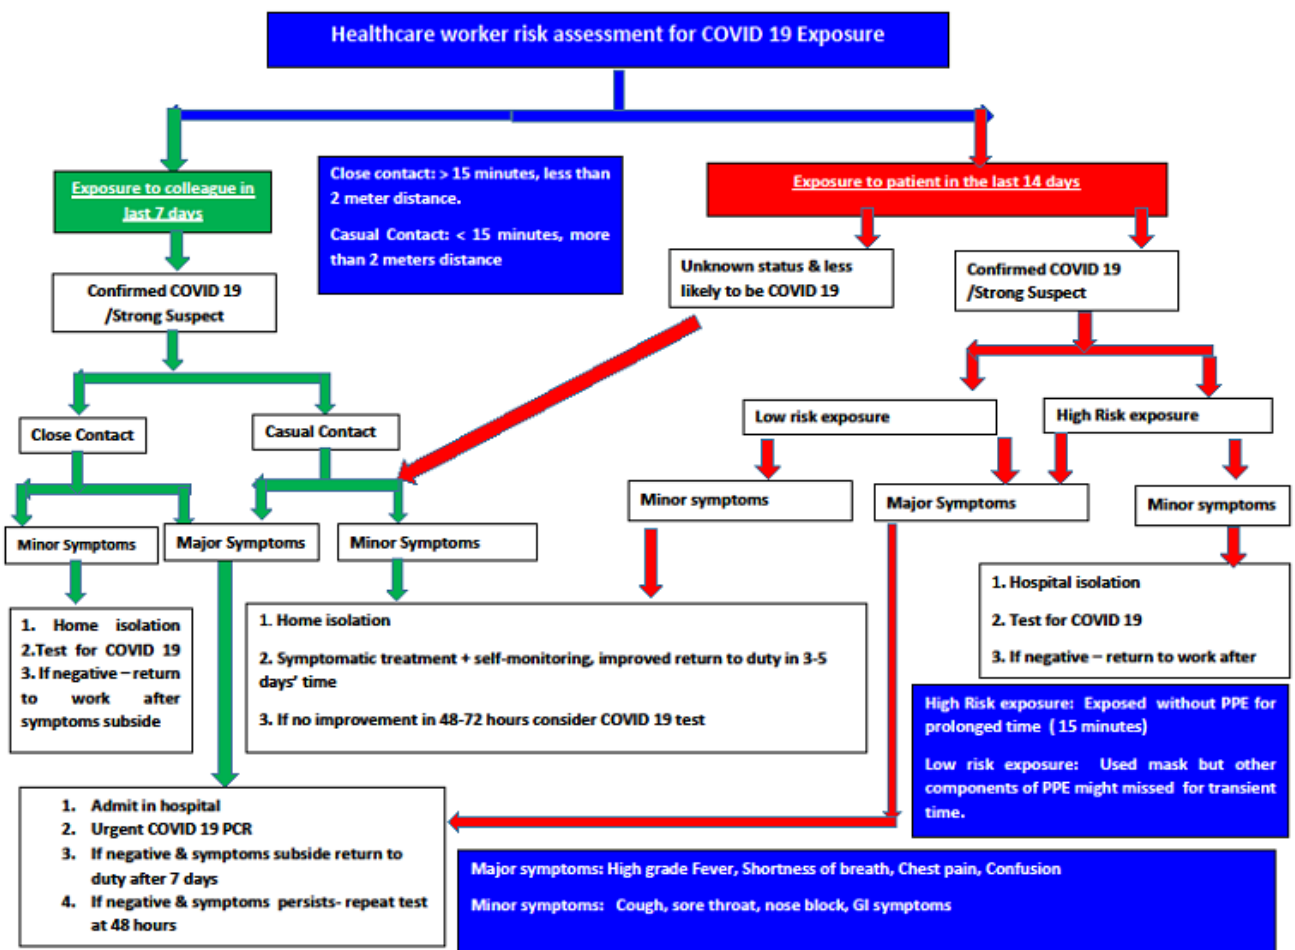 Healthcare worker risk assessment for COVID 19 Exposure
Exposure to colleague in
last 7 days
Close contact: > 15 minutes, less than
2 meter distance.
Casual Contact: < 15 minutes, more
than 2 meters distance
Exposure to patient in the last 14 days
Confirmed COVID 19
/Strong Suspect
Unknown status & less
likely to be COVID 19
Confirmed COVID 19
/Strong Suspect
Close Contact
Casual Contact
Low risk exposure
High Risk exposure
Minor Symptoms
Major Symptoms
Minor Symptoms
Minor symptoms
Major Symptoms
Minor symptoms
1. Home isolation
2.Test for COVID 19
3. If negative – return
to work after
symptoms subside
1. Home isolation
2. Symptomatic treatment + self-monitoring, improved return to duty in 3-5
days' time
3. If no improvement in 48-72 hours consider COVID 19 test
1. Hospital isolation
2. Test for COVID 19
3. If negative – return to work after
High Risk exposure: Exposed without PPE for
prolonged time ( 15 minutes)
Low risk exposure: Used mask but other
components of PPE might missed for transient
time.
1. Admit in hospital
2. Urgent COVID 19 PCR
3. If negative & symptoms subside return to
duty after 7 days
4. If negative & symptoms persists- repeat test
at 48 hours
Major symptoms: High grade Fever, Shortness of breath, Chest pain, Confusion
Minor symptoms: Cough, sore throat, nose block, GI symptoms